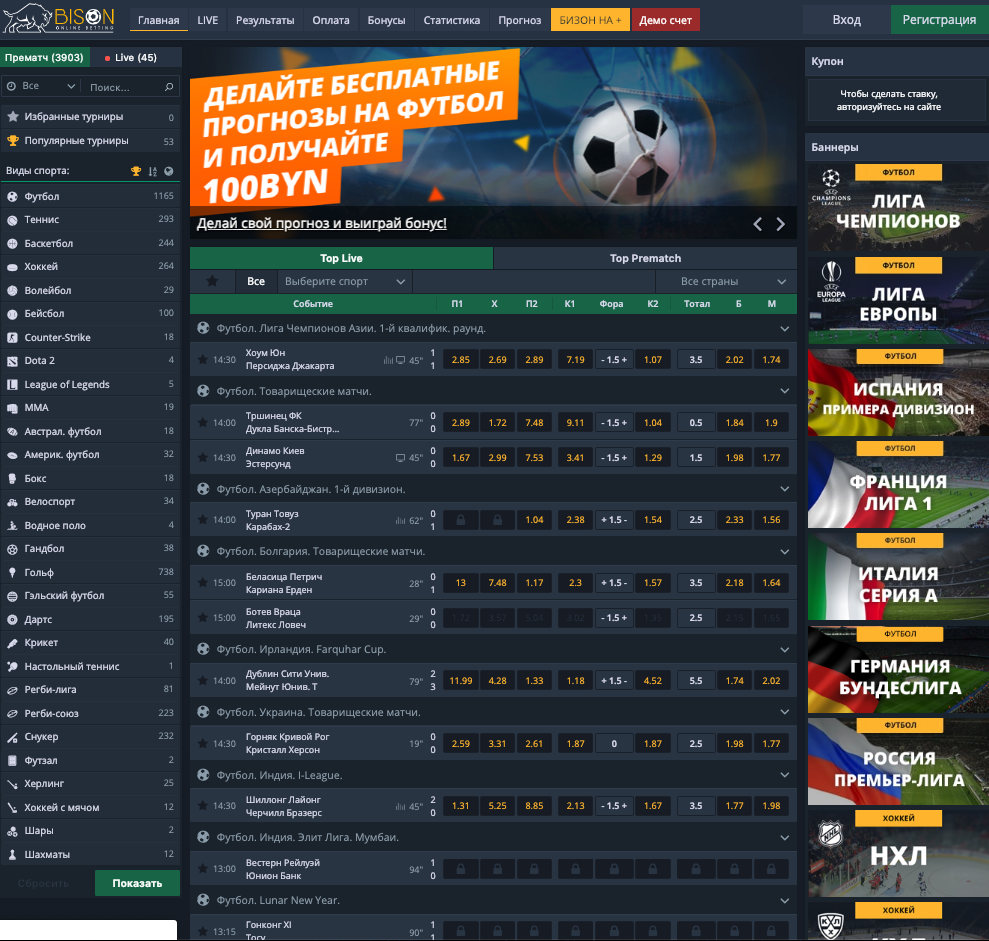 BISON
ONLINE BETTING
Главная LIVE Результаты Оплата Бонусы Статистика Прогноз БИЗОН НА + Демо счет Вход Регистрация
Прематч (3903) Live (45)
Все Поиск...
Избранные турниры 0
Популярные турниры 53
Виды спорта:
Футбол 1165
Теннис 293
Баскетбол 244
Хоккей 264
Волейбол 29
Бейсбол 100
Counter-Strike 18
Dota 2 4
League of Legends 5
MMA 19
Австрал. футбол 18
Америк. футбол 32
Бокс 18
Велоспорт 34
Водное поло 4
Гандбол 38
Гольф 738
Гэльский футбол 55
Дартс 195
Крикет 40
Настольный теннис 1
Регби-лига 81
Регби-союз 223
Снукер 232
Футзал 2
Херлинг 25
Хоккей с мячом 12
Шары 2
Шахматы 12
Сбросить Показать
ДЕЛАЙТЕ БЕСПЛАТНЫЕ
ПРОГНОЗЫ НА ФУТБОЛ
И ПОЛУЧАЙТЕ
100BYN
Делай свой прогноз и выиграй бонус!
Top Live Top Prematch
Все Выберите спорт Все страны
Событие П1 X П2 К1 Фора К2 Тотал Б М
Футбол. Лига Чемпионов Азии. 1-й квалифик. раунд.
14:30 Хоум Юн 45" 1 2.85 2.69 2.89 7.19 - 1.5 + 1.07 3.5 2.02 1.74
Персиджа Джакарта 1
Футбол. Товарищеские матчи.
14:00 Тршинец ФК 77" 0 2.89 1.72 7.48 9.11 - 1.5 + 1.04 0.5 1.84 1.9
Дукла Банска-Бистр... 0
14:30 Динамо Киев 45" 0 1.67 2.99 7.53 3.41 - 1.5 + 1.29 1.5 1.98 1.77
Эстерсунд 0
Футбол. Азербайджан. 1-й дивизион.
14:00 Туран Товуз 62" 0 1.04 2.38 + 1.5 - 1.54 2.5 2.33 1.56
Карабах-2 1
Футбол. Болгария. Товарищеские матчи.
15:00 Беласица Петрич 28" 0 13 7.48 1.17 2.3 + 1.5 - 1.57 3.5 2.18 1.64
Кариана Ерден 1
15:00 Ботев Враца 29" 0 - 1.5 + 2.5
Литекс Ловеч 0
Футбол. Ирландия. Farquhar Cup.
14:00 Дублин Сити Унив. 79" 2 11.99 4.28 1.33 1.18 + 1.5 - 4.52 5.5 1.74 2.02
Мейнут Юнив. Т 3
Футбол. Украина. Товарищеские матчи.
14:30 Горняк Кривой Рог 19" 0 2.59 3.31 2.61 1.87 0 1.87 2.5 1.98 1.77
Кристалл Херсон 0
Футбол. Индия. I-League.
14:30 Шиллонг Лайонг 45" 2 1.31 5.25 8.85 2.13 - 1.5 + 1.67 3.5 1.77 1.98
Черчилл Бразерс 0
Футбол. Индия. Элит Лига. Мумбаи.
13:00 Вестерн Рейлуэй 94" 1
Юнион Банк 0
Футбол. Lunar New Year.
13:15 Гонконг XI 90" 1
Тогу 1
Купон
Чтобы сделать ставку,
авторизуйтесь на сайте
Баннеры
ФУТБОЛ
CHAMPIONS
LEAGUE
ЛИГА
ЧЕМПИОНОВ
ФУТБОЛ
EUROPA
LEAGUE
ЛИГА
ЕВРОПЫ
ФУТБОЛ
ИСПАНИЯ
ПРИМЕРА ДИВИЗИОН
ФУТБОЛ
ФРАНЦИЯ
ЛИГА 1
ФУТБОЛ
ИТАЛИЯ
СЕРИЯ А
ФУТБОЛ
ГЕРМАНИЯ
БУНДЕСЛИГА
ФУТБОЛ
РОССИЯ
ПРЕМЬЕР-ЛИГА
ХОККЕЙ
NHL
НХЛ
ХОККЕЙ
КХЛ